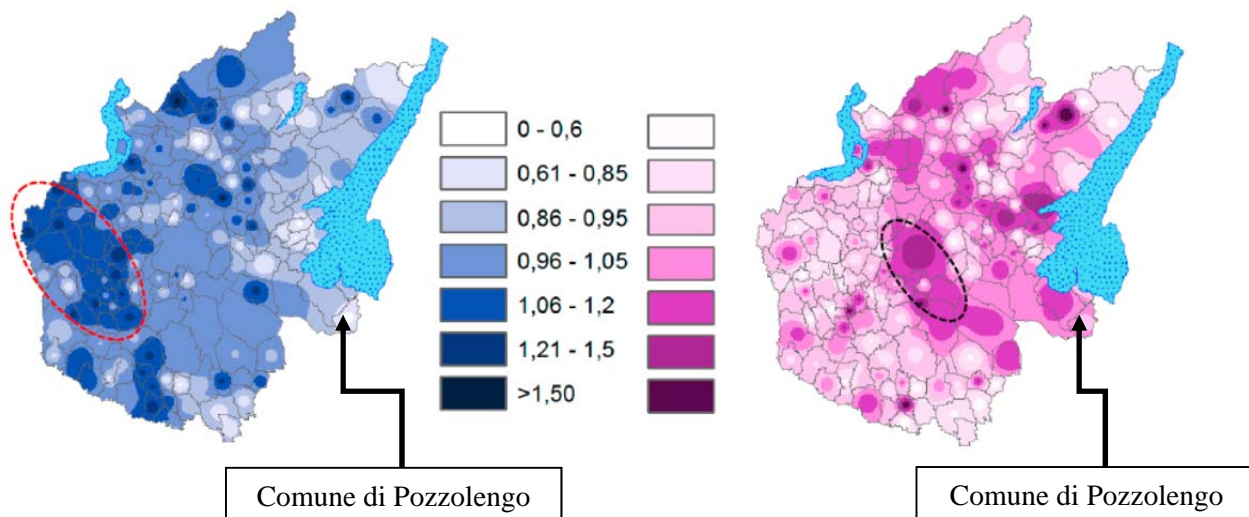 0 - 0,6
0,61 - 0,85
0,86 - 0,95
0,96 - 1,05
1,06 - 1,2
1,21 - 1,5
>1,50
Comune di Pozzolengo
Comune di Pozzolengo